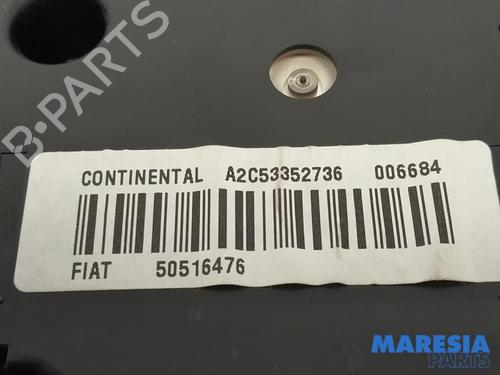 B-PARTS
CONTINENTAL A2C53352736 006684
FIAT 50516476
MARESIA
Parts